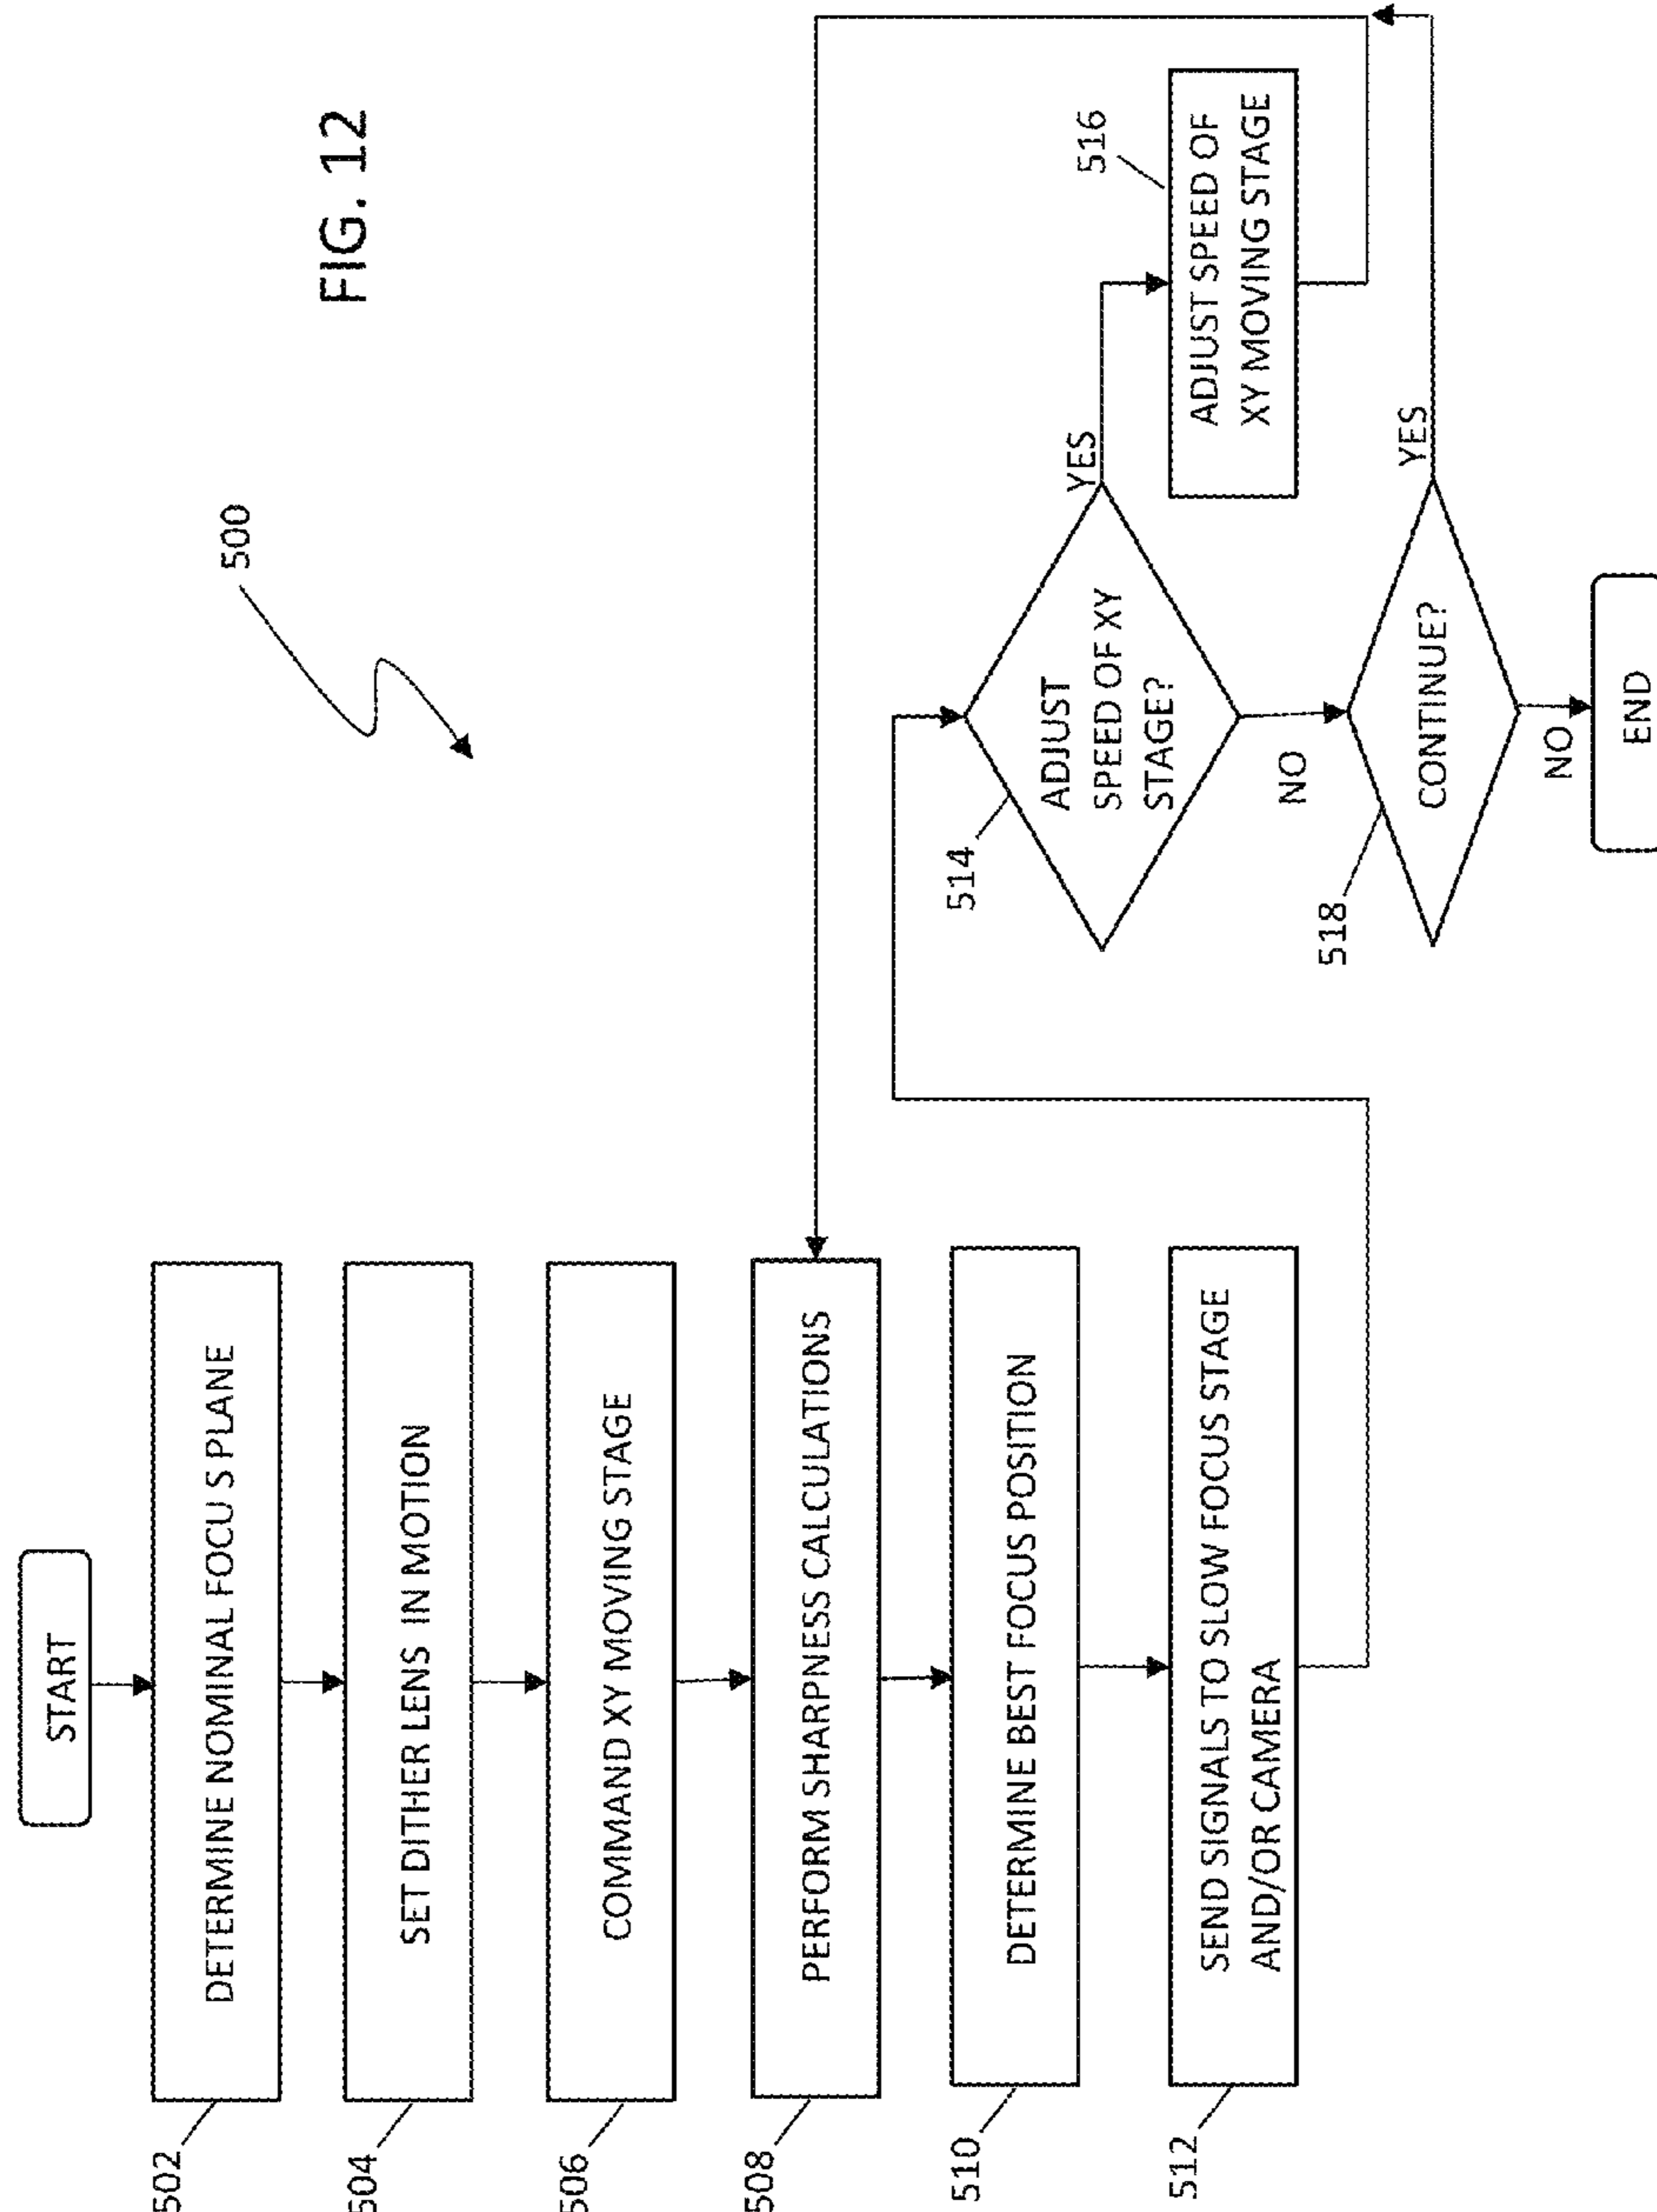 FIG. 12
500
START
502
DETERMINE NOMINAL FOCUS PLANE
504
SET DITHER LENS IN MOTION
506
COMMAND XY MOVING STAGE
508
PERFORM SHARPNESS CALCULATIONS
510
DETERMINE BEST FOCUS POSITION
512
SEND SIGNALS TO SLOW FOCUS STAGE
AND/OR CAMERA
514
ADJUST
SPEED OF XY
STAGE?
YES
516
ADJUST SPEED OF
XY MOVING STAGE
NO
518
CONTINUE?
YES
NO
END